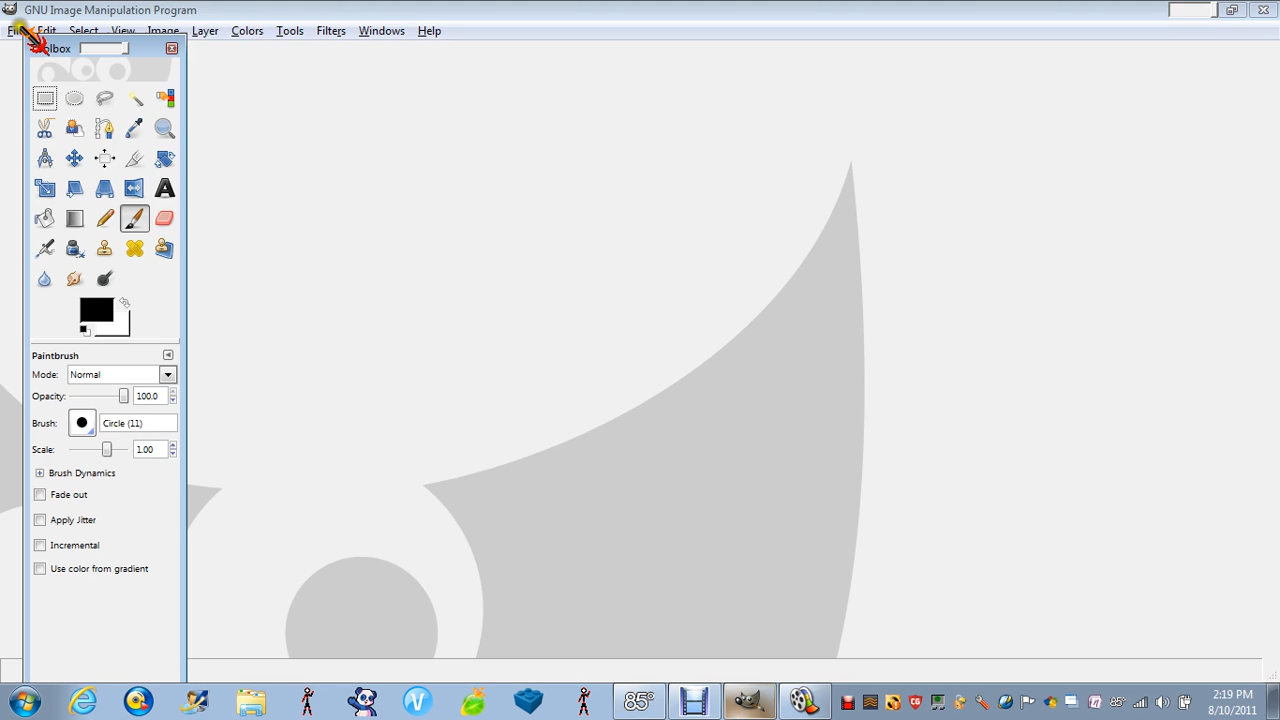 GNU Image Manipulation Program
Edit Select View Image Layer Colors Tools Filters Windows Help
Paintbrush
Mode: Normal
Opacity: 100.0
Brush: Circle (11)
Scale: 1.00
Brush Dynamics
Fade out
Apply Jitter
Incremental
Use color from gradient
85°
85°
2:19 PM
8/10/2011